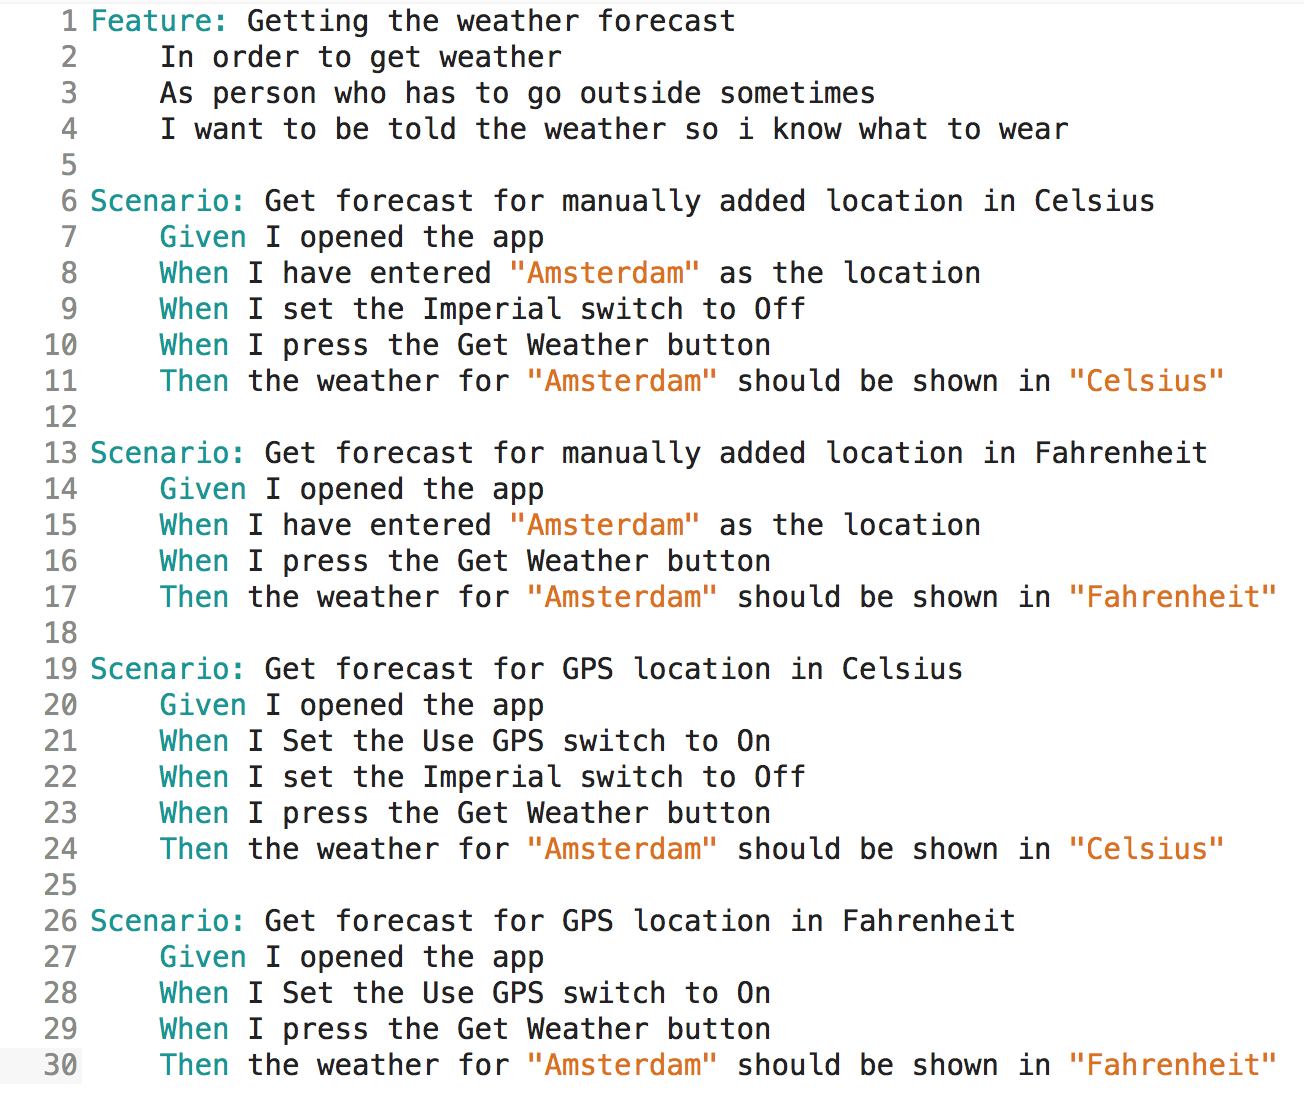 1 Feature: Getting the weather forecast
2     In order to get weather
3     As person who has to go outside sometimes
4     I want to be told the weather so i know what to wear
5
6 Scenario: Get forecast for manually added location in Celsius
7     Given I opened the app
8     When I have entered "Amsterdam" as the location
9     When I set the Imperial switch to Off
10     When I press the Get Weather button
11     Then the weather for "Amsterdam" should be shown in "Celsius"
12
13 Scenario: Get forecast for manually added location in Fahrenheit
14     Given I opened the app
15     When I have entered "Amsterdam" as the location
16     When I press the Get Weather button
17     Then the weather for "Amsterdam" should be shown in "Fahrenheit"
18
19 Scenario: Get forecast for GPS location in Celsius
20     Given I opened the app
21     When I Set the Use GPS switch to On
22     When I set the Imperial switch to Off
23     When I press the Get Weather button
24     Then the weather for "Amsterdam" should be shown in "Celsius"
25
26 Scenario: Get forecast for GPS location in Fahrenheit
27     Given I opened the app
28     When I Set the Use GPS switch to On
29     When I press the Get Weather button
30     Then the weather for "Amsterdam" should be shown in "Fahrenheit"